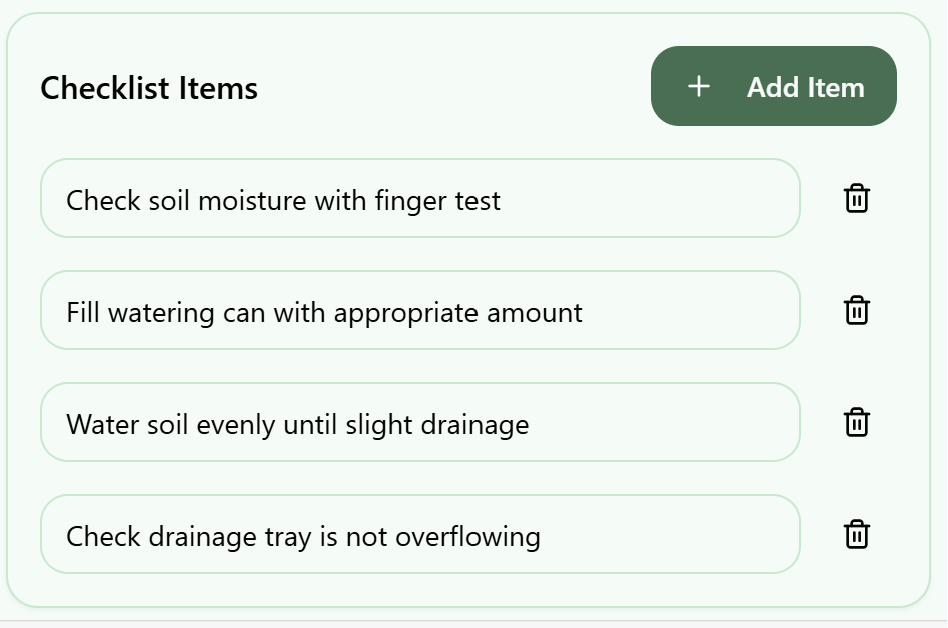 Checklist Items
Add Item
Check soil moisture with finger test
Fill watering can with appropriate amount
Water soil evenly until slight drainage
Check drainage tray is not overflowing